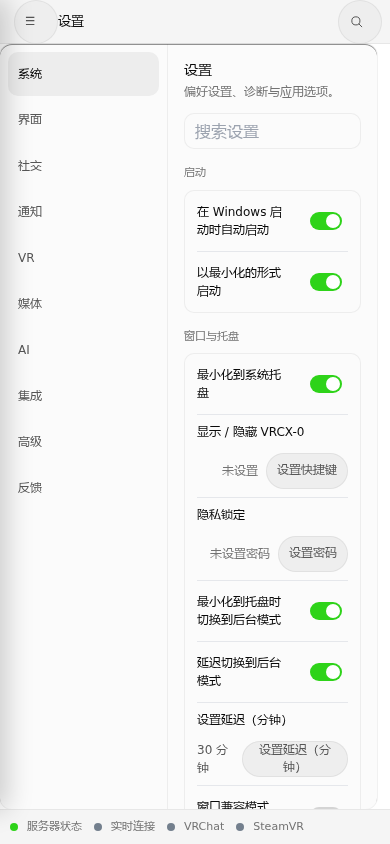 设置
系统
界面
社交
通知
VR
媒体
AI
集成
高级
反馈
设置
偏好设置、诊断与应用选项。
搜索设置
启动
在 Windows 启
动时自动启动
以最小化的形式
启动
窗口与托盘
最小化到系统托
盘
显示 / 隐藏 VRCX-0
未设置
设置快捷键
隐私锁定
未设置密码
设置密码
最小化到托盘时
切换到后台模式
延迟切换到后台
模式
设置延迟（分钟）
30 分
钟
设置延迟（分
钟）
窗口兼容模式
服务器状态
实时连接
VRChat
SteamVR